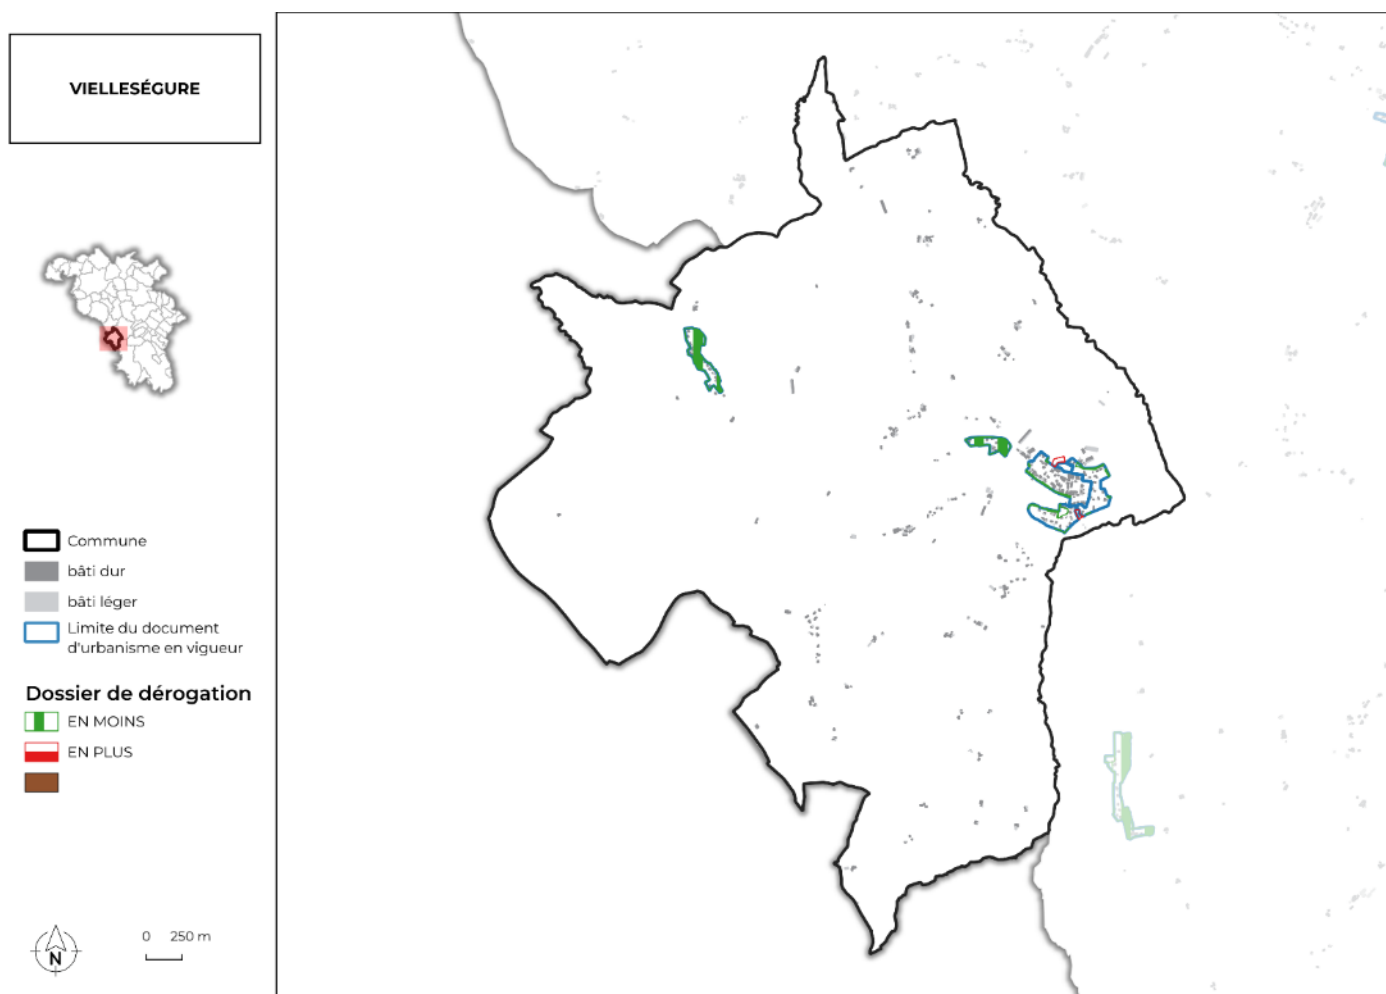 VIELLESÉGURE
Commune
bâti dur
bâti léger
Limite du document
d'urbanisme en vigueur
Dossier de dérogation
EN MOINS
EN PLUS
N
0 250 m